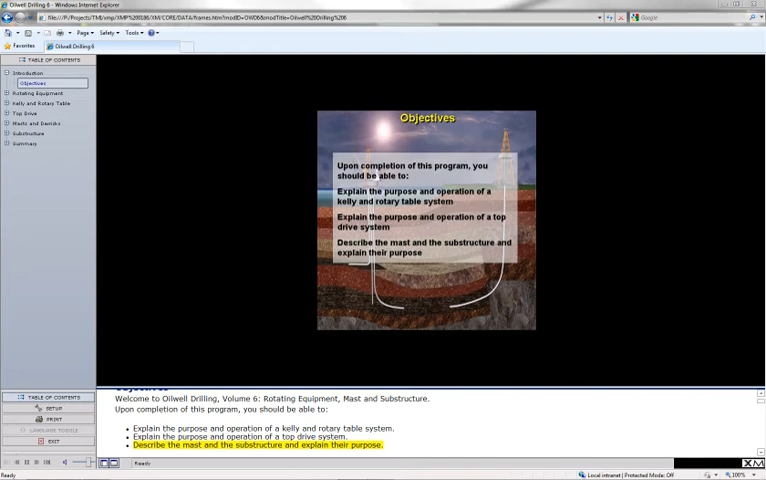 Oilwell Drilling 6 - Windows Internet Explorer
Google
Favorites
Oilwell Drilling 6
Page
Safety
Tools
TABLE OF CONTENTS
Introduction
Objectives
Rotating Equipment
Kelly and Rotary Table
Top Drive
Masts and Derricks
Substructure
Summary
Objectives
Upon completion of this program, you
should be able to:
Explain the purpose and operation of a
kelly and rotary table system
Explain the purpose and operation of a top
drive system
Describe the mast and the substructure and
explain their purpose
TABLE OF CONTENTS
SETUP
PRINT
LANGUAGE TOGGLE
EXIT
Objectives
Welcome to Oilwell Drilling, Volume 6: Rotating Equipment, Mast and Substructure.
Upon completion of this program, you should be able to:
• Explain the purpose and operation of a kelly and rotary table system.
• Explain the purpose and operation of a top drive system.
• Describe the mast and the substructure and explain their purpose.
Ready
XM
Ready
Local intranet | Protected Mode: Off
100%